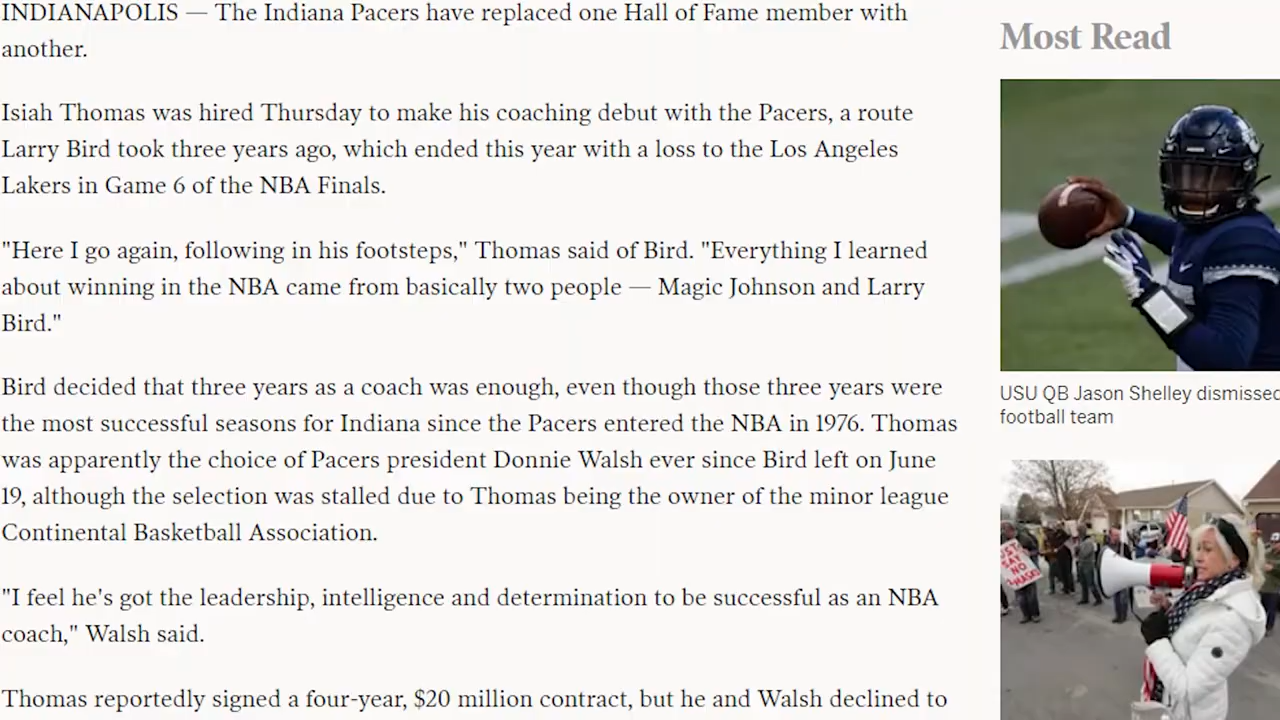 INDIANAPOLIS — The Indiana Pacers have replaced one Hall of Fame member with
another.
Isiah Thomas was hired Thursday to make his coaching debut with the Pacers, a route
Larry Bird took three years ago, which ended this year with a loss to the Los Angeles
Lakers in Game 6 of the NBA Finals.
"Here I go again, following in his footsteps," Thomas said of Bird. "Everything I learned
about winning in the NBA came from basically two people — Magic Johnson and Larry
Bird."
Bird decided that three years as a coach was enough, even though those three years were
the most successful seasons for Indiana since the Pacers entered the NBA in 1976. Thomas
was apparently the choice of Pacers president Donnie Walsh ever since Bird left on June
19, although the selection was stalled due to Thomas being the owner of the minor league
Continental Basketball Association.
"I feel he's got the leadership, intelligence and determination to be successful as an NBA
coach," Walsh said.
Thomas reportedly signed a four-year, $20 million contract, but he and Walsh declined to
Most Read
USU QB Jason Shelley dismissed
football team
SAY
NO